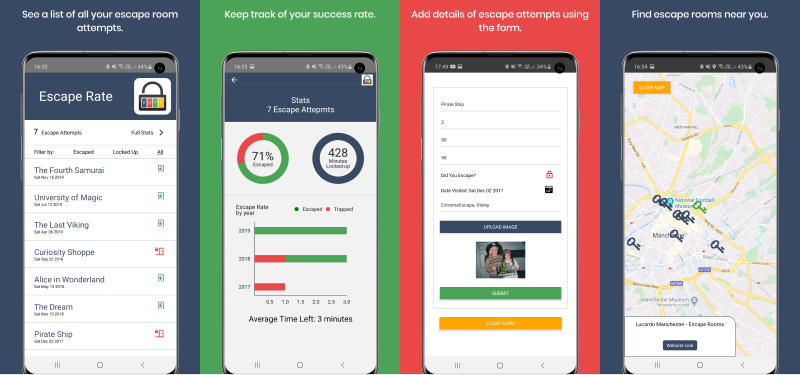 See a list of all your escape room
attempts.
16:53
44%
Escape Rate
7 Escape Attempts
Full Stats
Filter by:
Escaped
Locked Up
All
The Fourth Samurai
Sat Nov 16 2019
University of Magic
Sat Jul 13 2019
The Last Viking
Sat Apr 06 2019
Curiosity Shoppe
Sat Sep 22 2018
Alice in Wonderland
Sat May 12 2018
The Dream
Sat Mar 10 2018
Pirate Ship
Sat Dec 02 2017
Keep track of your success rate.
16:53
43%
Stats
7 Escape Attepmts
71%
Escaped
428
Minutes
Locked-up
Escape Rate
by year
Escaped
Trapped
2019
2018
2017
0.5 1.0 1.5 2.0 2.5 3.0
Average Time Left: 3 minutes
Add details of escape attempts using
the form.
17:49
34%
Pirate Ship
2
90
98
Did You Escape?
Date Visited: Sat Dec 02 2017
ExtremeEscape, Disley
UPLOAD IMAGE
SUBMIT
CLOSE FORM
Find escape rooms near you.
16:54
43%
CLOSE MAP
CHEETHAM HILL
National Football
Museum
Manchester
Manchester Museum
Temporarily closed
Lucardo Manchester - Escape Rooms
Website Link